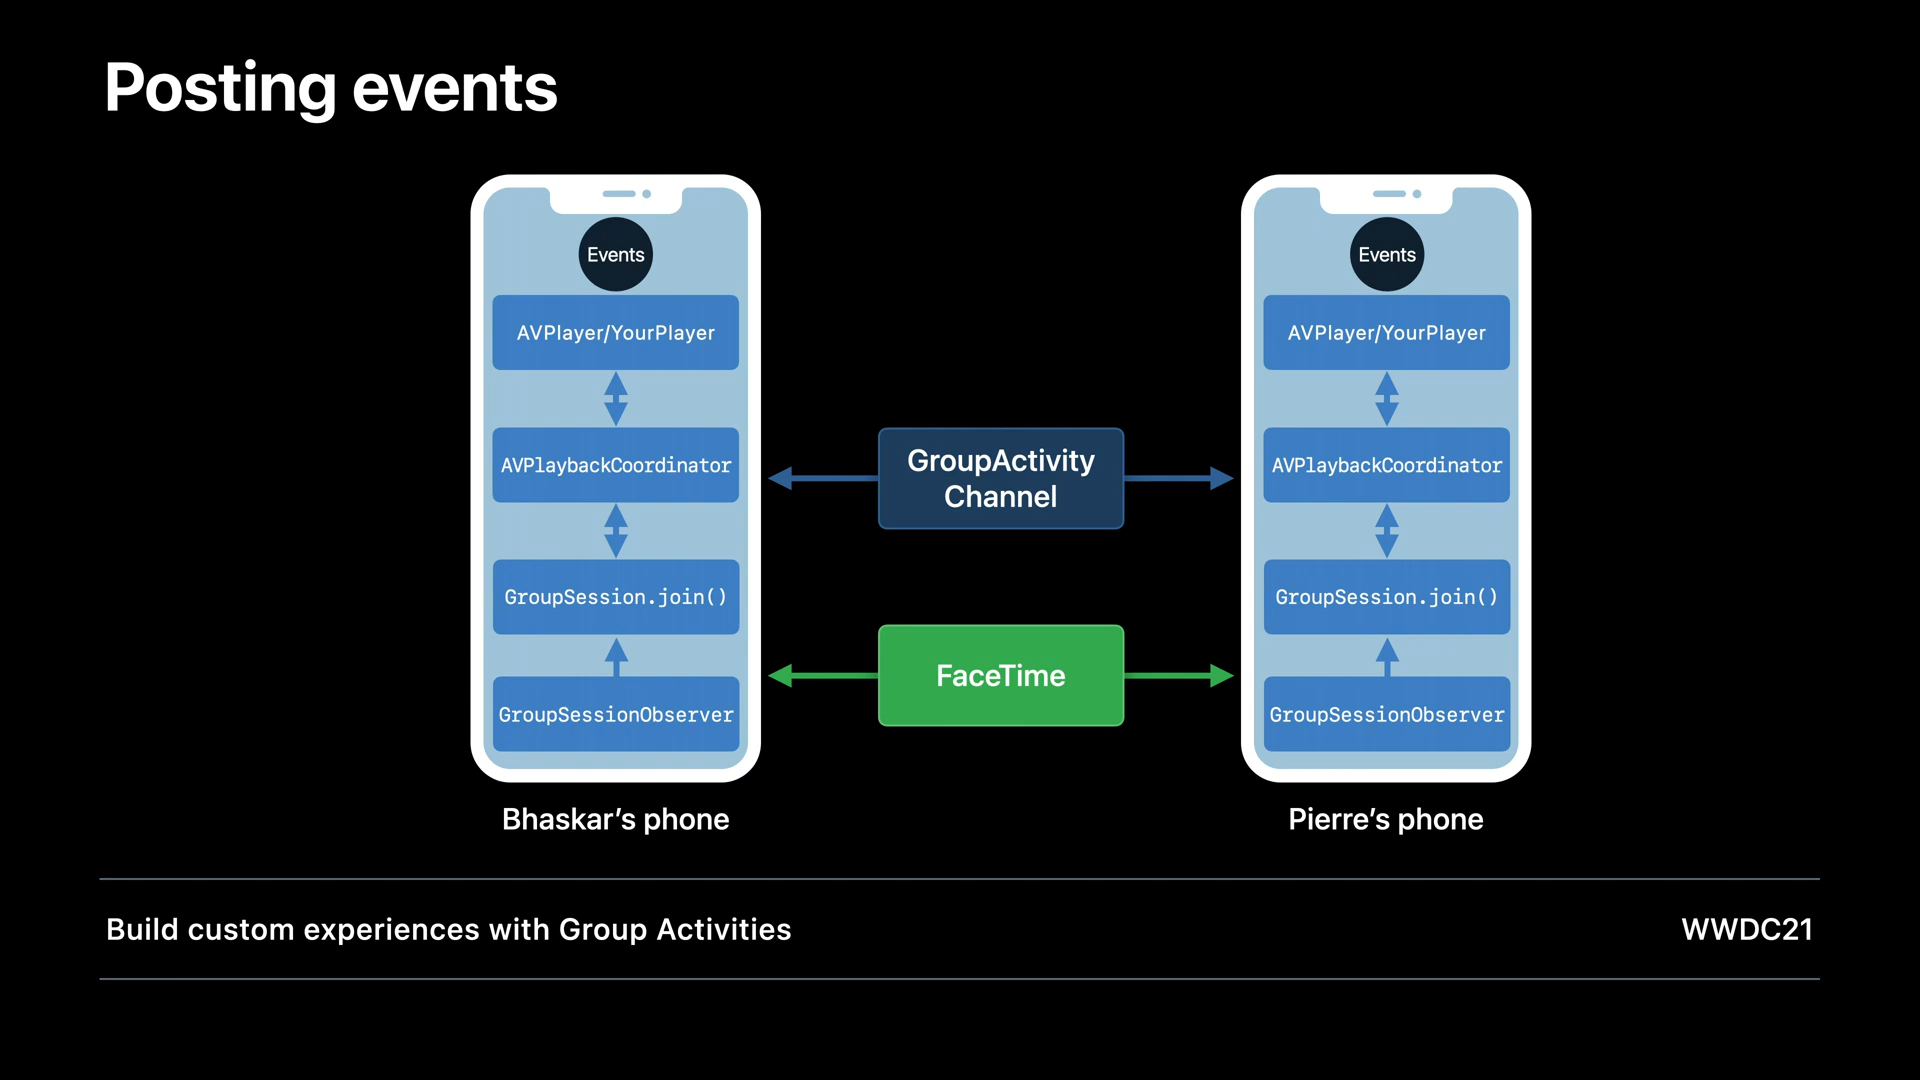 Posting events
Events
AVPlayer/YourPlayer
AVPlaybackCoordinator
GroupSession.join()
GroupSessionObserver
Bhaskar’s phone
GroupActivity
Channel
FaceTime
Events
AVPlayer/YourPlayer
AVPlaybackCoordinator
GroupSession.join()
GroupSessionObserver
Pierre’s phone
Build custom experiences with Group Activities
WWDC21